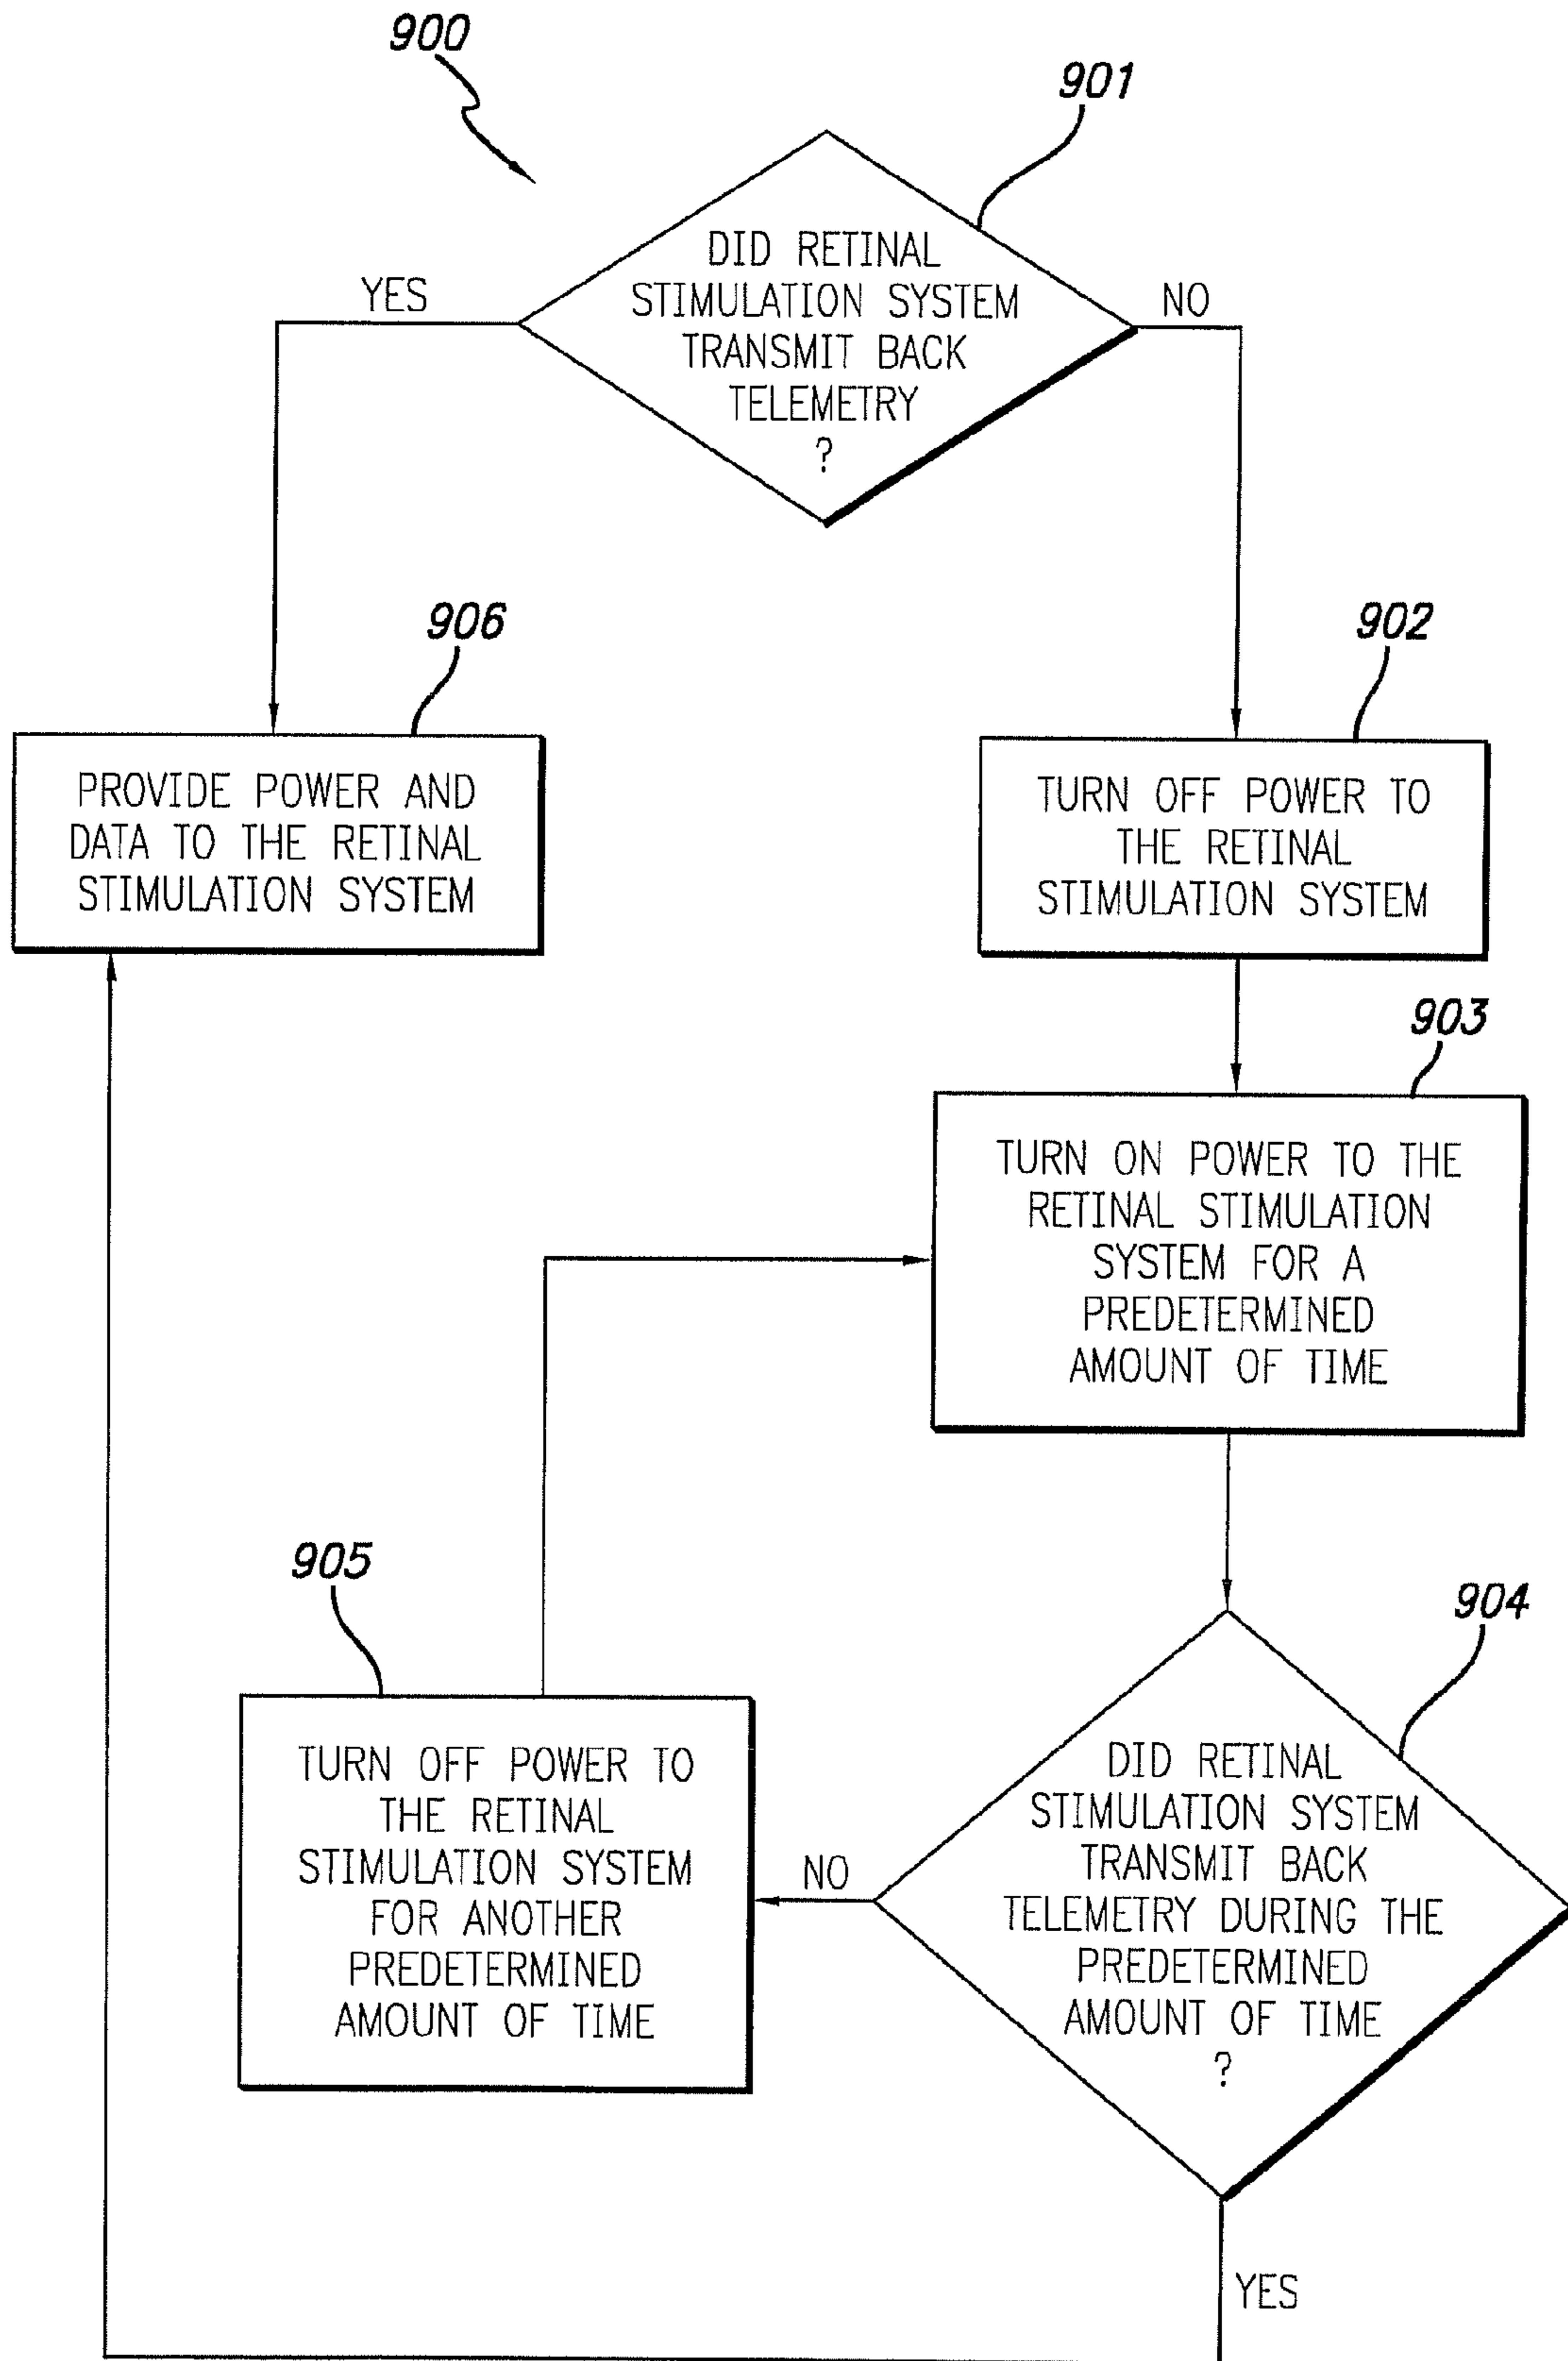 900
901
DID RETINAL
STIMULATION SYSTEM
TRANSMIT BACK
TELEMETRY
?
YES
NO
906
902
PROVIDE POWER AND
DATA TO THE RETINAL
STIMULATION SYSTEM
TURN OFF POWER TO
THE RETINAL
STIMULATION SYSTEM
903
TURN ON POWER TO THE
RETINAL STIMULATION
SYSTEM FOR A
PREDETERMINED
AMOUNT OF TIME
905
904
TURN OFF POWER TO
THE RETINAL
STIMULATION SYSTEM
FOR ANOTHER
PREDETERMINED
AMOUNT OF TIME
NO
DID RETINAL
STIMULATION SYSTEM
TRANSMIT BACK
TELEMETRY DURING THE
PREDETERMINED
AMOUNT OF TIME
?
YES